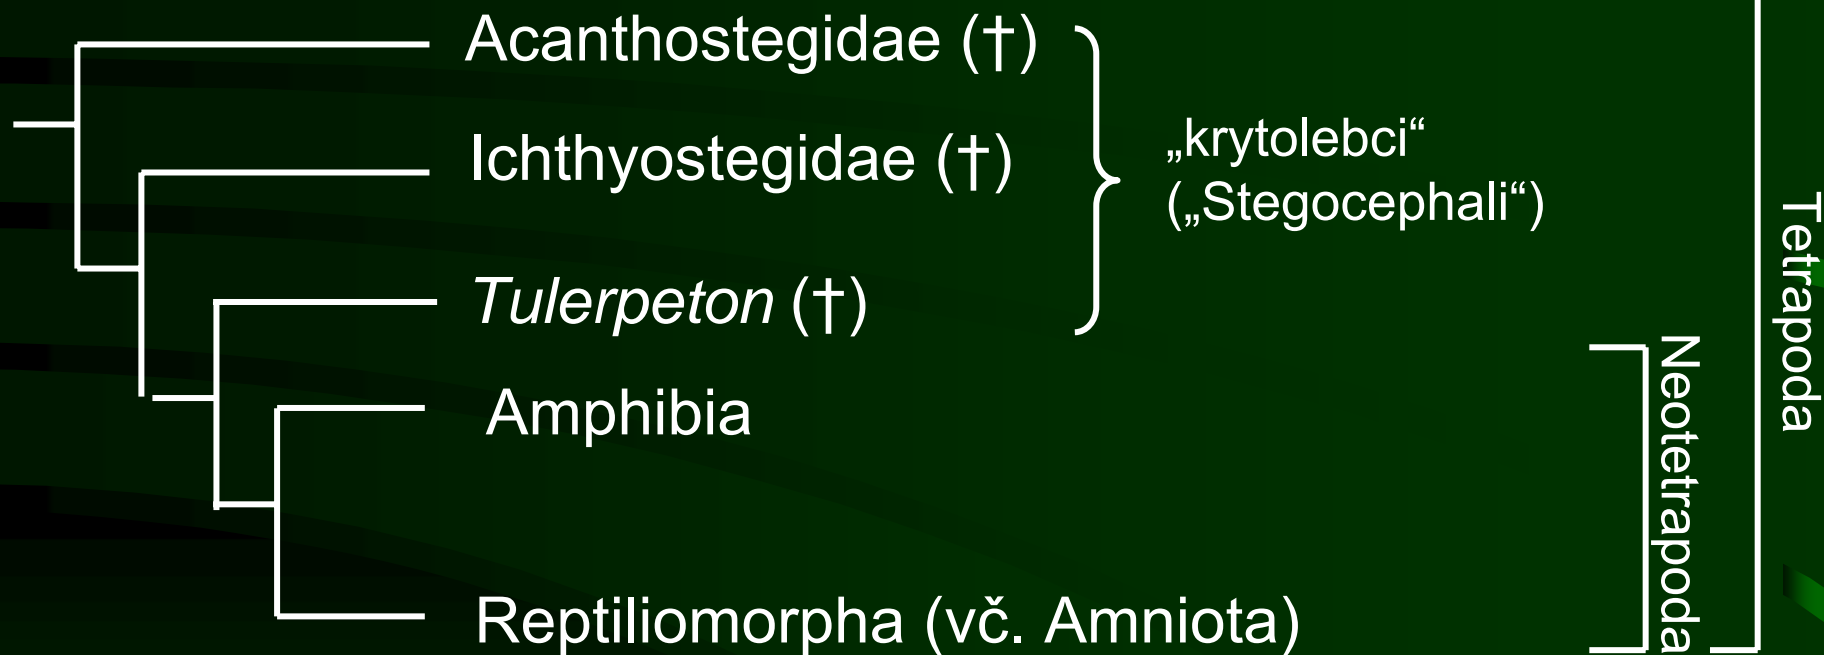 Acanthostegidae (†)
Ichthyostegidae (†)
„krytolebci“
(„Stegocephali“)
Tulerpeton (†)
Amphibia
Reptiliomorpha (vč. Amniota)
Neotetrapoda
Tetrapoda